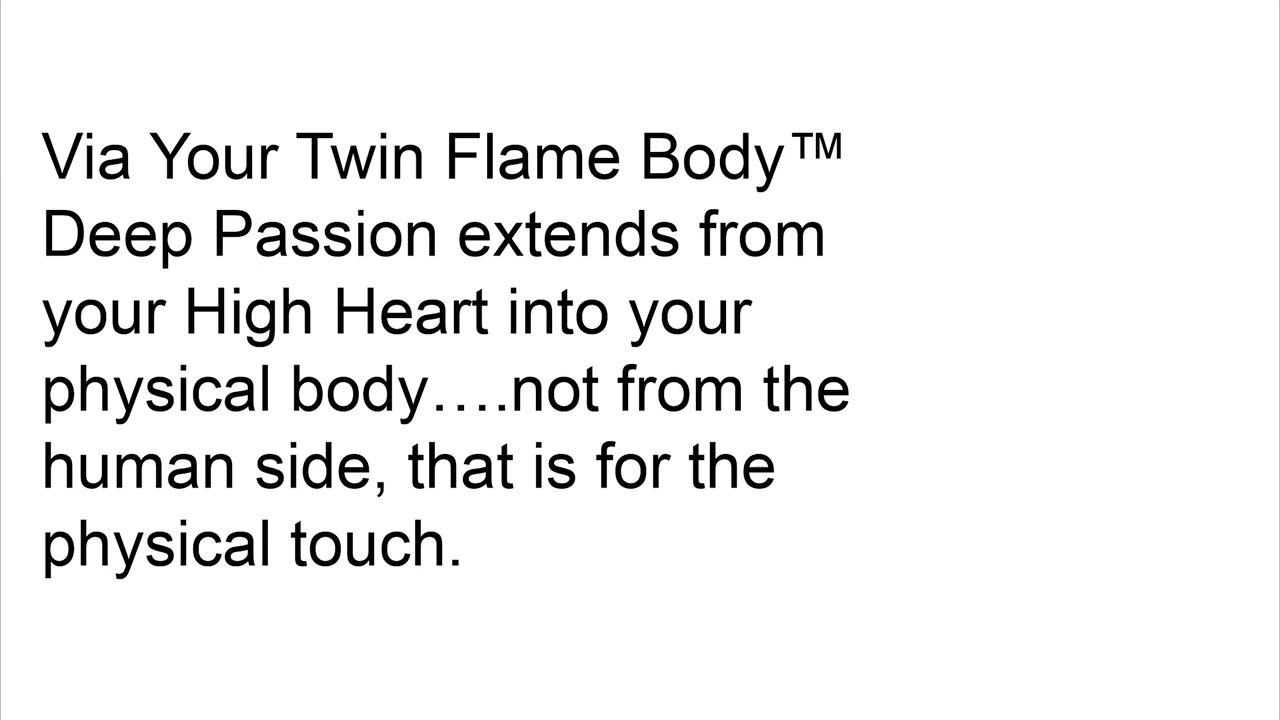 Via Your Twin Flame Body™
Deep Passion extends from
your High Heart into your
physical body….not from the
human side, that is for the
physical touch.